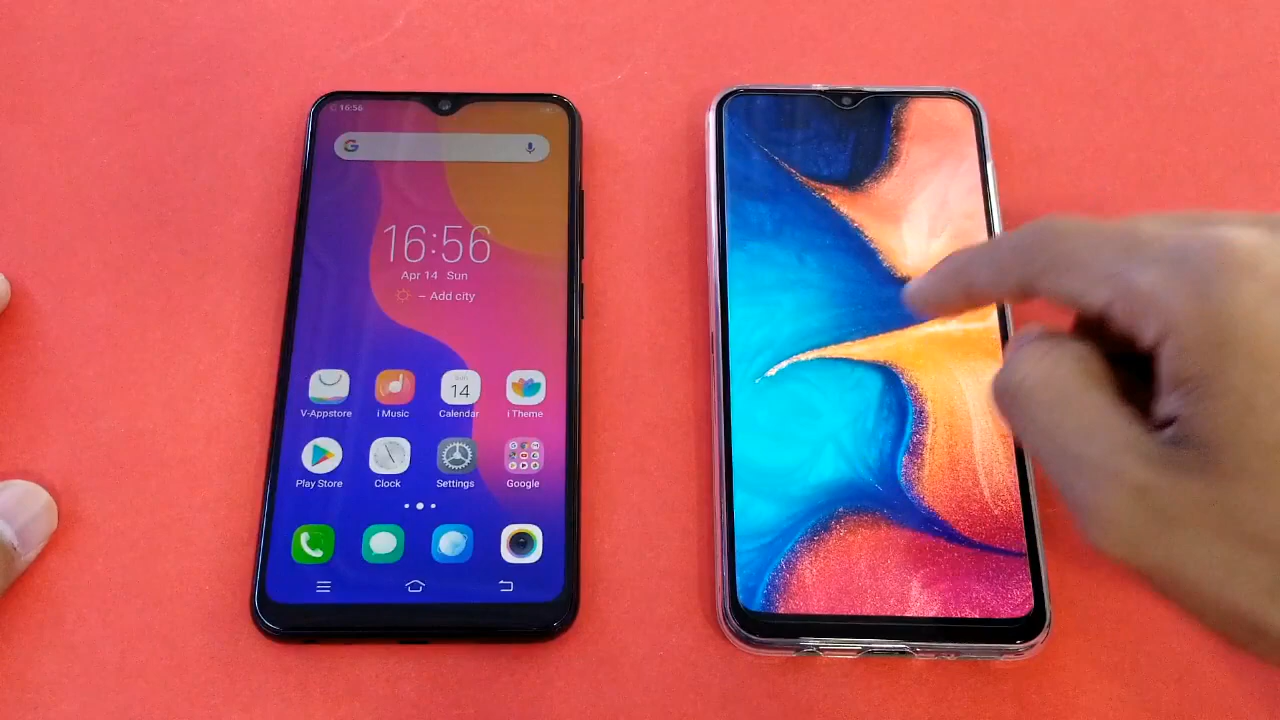 16:56
G
16:56
Apr 14 Sun
– Add city
Sun
14
V-Appstore
i Music
Calendar
i Theme
Play Store
Clock
Settings
Google